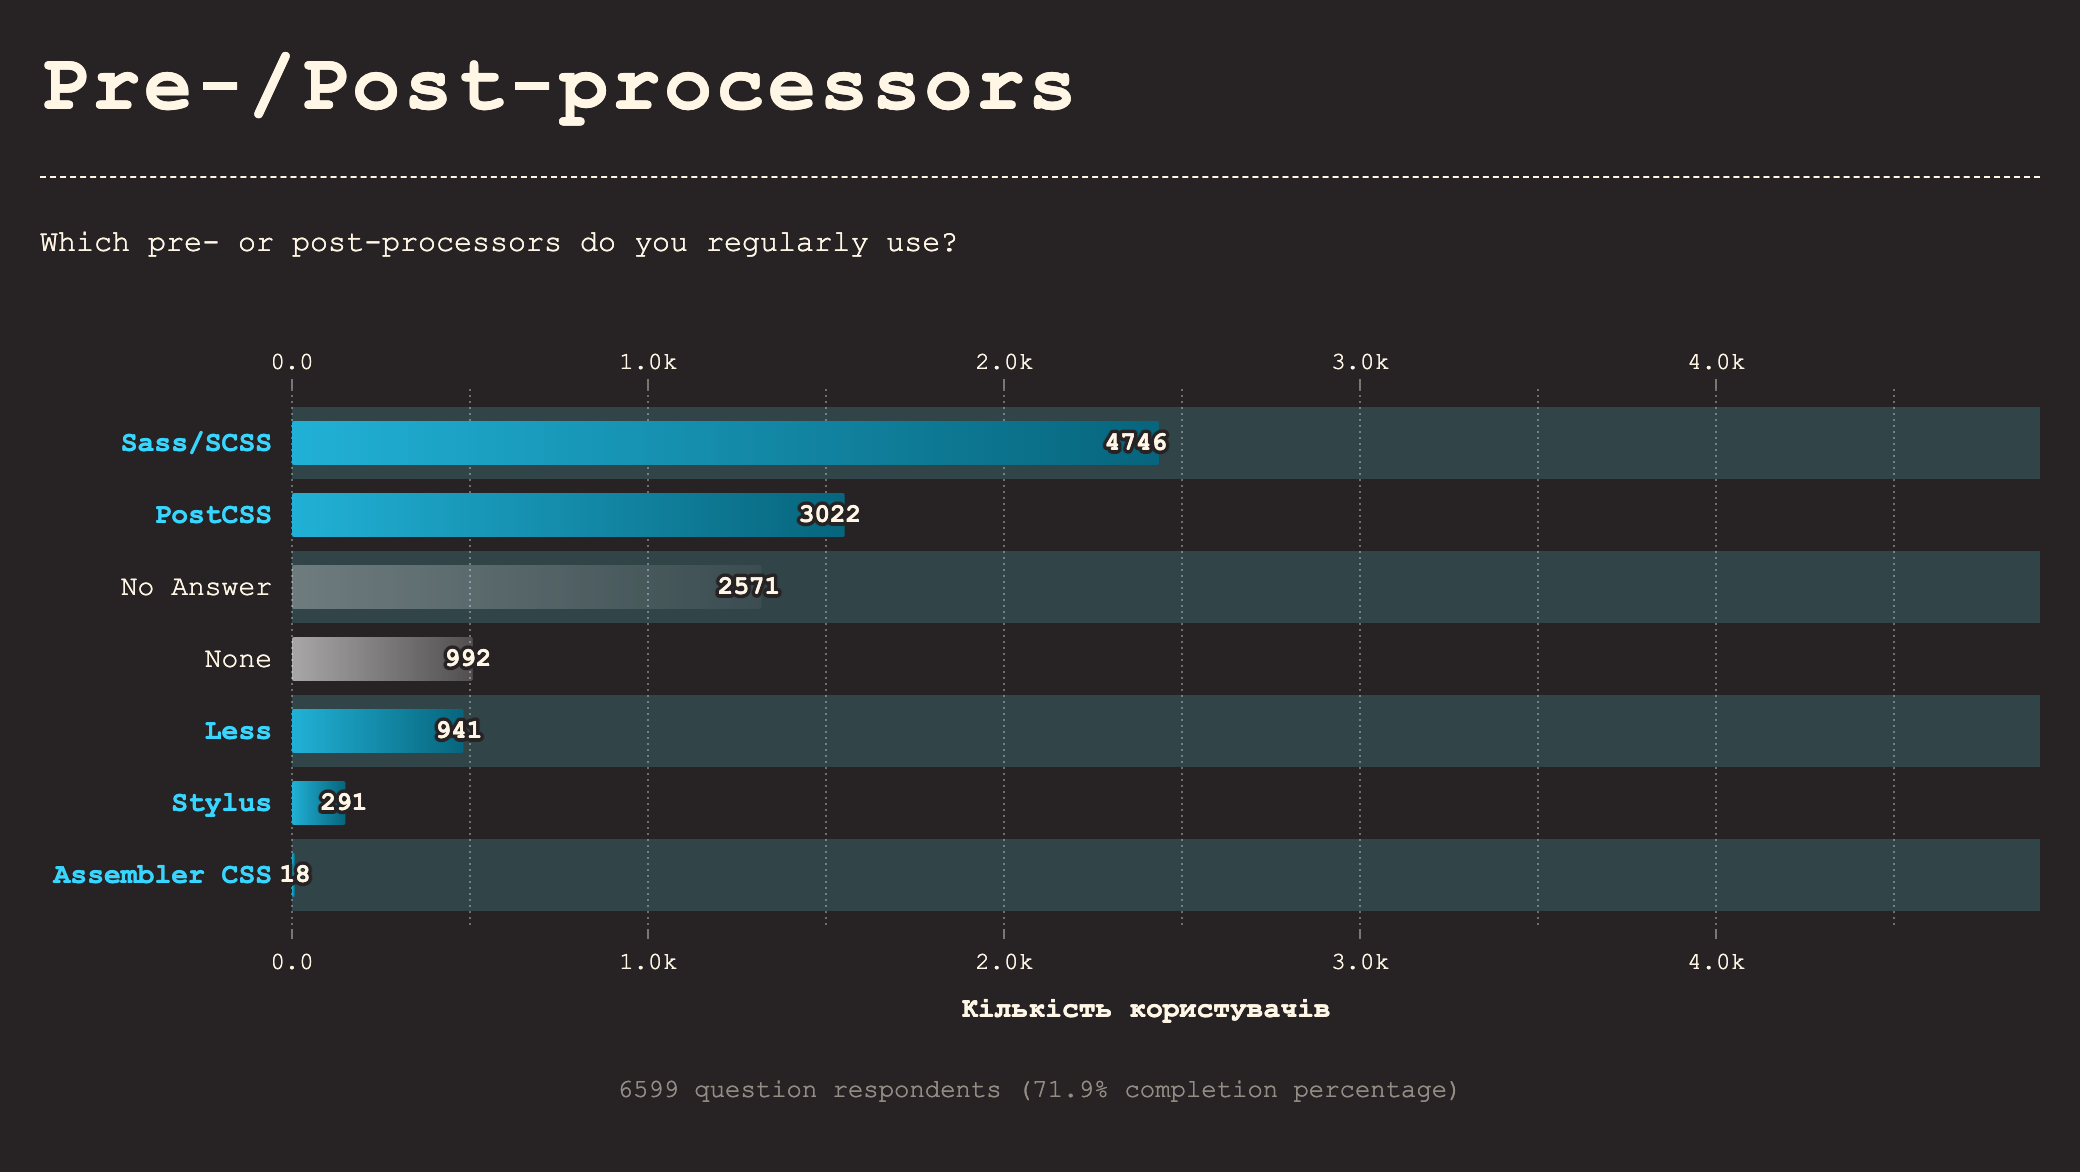 Pre-/Post-processors
Which pre- or post-processors do you regularly use?
0.0 1.0k 2.0k 3.0k 4.0k
Sass/SCSS 4746
PostCSS 3022
No Answer 2571
None 992
Less 941
Stylus 291
Assembler CSS 18
0.0 1.0k 2.0k 3.0k 4.0k
Кількість користувачів
6599 question respondents (71.9% completion percentage)